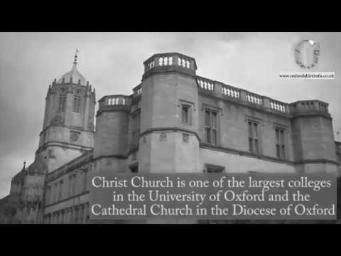 Christ Church is one of the largest colleges
in the University of Oxford and the
Cathedral Church in the Diocese of Oxford